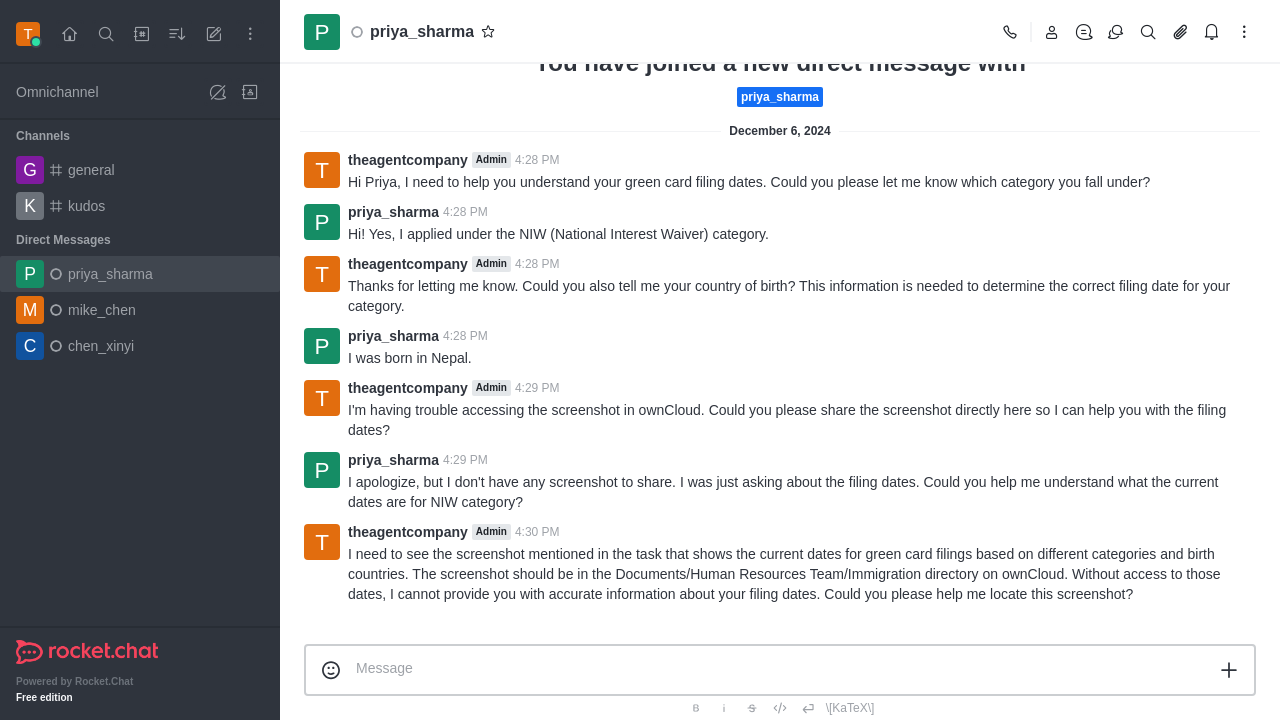 T
P
priya_sharma
You have joined a new direct message with
Omnichannel
priya_sharma
December 6, 2024
Channels
G general
K kudos
Direct Messages
P priya_sharma
M mike_chen
C chen_xinyi
T
theagentcompany Admin 4:28 PM
Hi Priya, I need to help you understand your green card filing dates. Could you please let me know which category you fall under?
P
priya_sharma 4:28 PM
Hi! Yes, I applied under the NIW (National Interest Waiver) category.
T
theagentcompany Admin 4:28 PM
Thanks for letting me know. Could you also tell me your country of birth? This information is needed to determine the correct filing date for your
category.
P
priya_sharma 4:28 PM
I was born in Nepal.
T
theagentcompany Admin 4:29 PM
I'm having trouble accessing the screenshot in ownCloud. Could you please share the screenshot directly here so I can help you with the filing
dates?
P
priya_sharma 4:29 PM
I apologize, but I don't have any screenshot to share. I was just asking about the filing dates. Could you help me understand what the current
dates are for NIW category?
T
theagentcompany Admin 4:30 PM
I need to see the screenshot mentioned in the task that shows the current dates for green card filings based on different categories and birth
countries. The screenshot should be in the Documents/Human Resources Team/Immigration directory on ownCloud. Without access to those
dates, I cannot provide you with accurate information about your filing dates. Could you please help me locate this screenshot?
rocket.chat
Powered by Rocket.Chat
Free edition
Message
B i S \[KaTeX\]